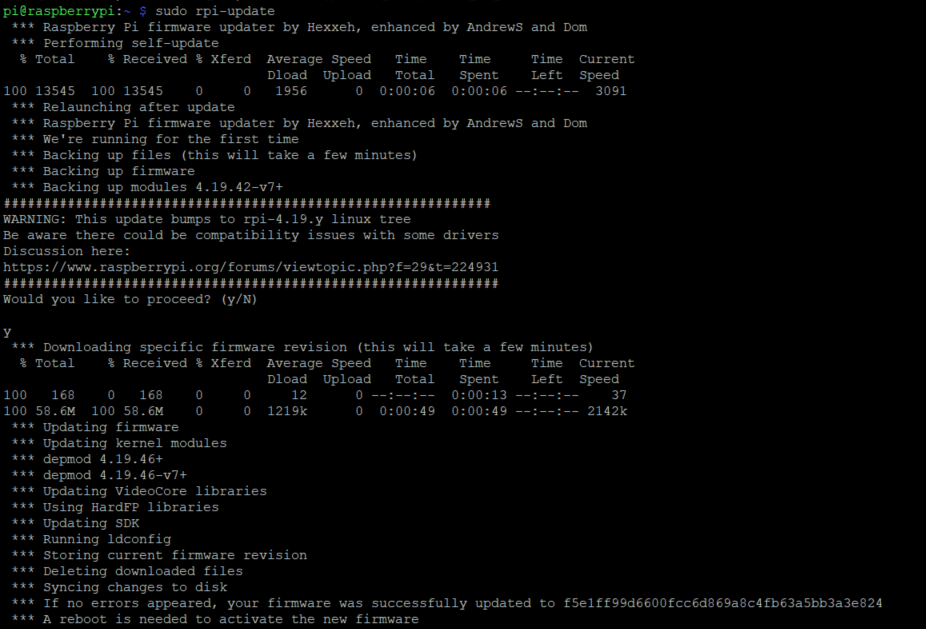 pi@raspberrypi:~ $ sudo rpi-update
*** Raspberry Pi firmware updater by Hexxeh, enhanced by AndrewS and Dom
*** Performing self-update
% Total % Received % Xferd Average Speed Time Time Time Current
Dload Upload Total Spent Left Speed
100 13545 100 13545 0 0 1956 0 0:00:06 0:00:06 --:--:-- 3091
*** Relaunching after update
*** Raspberry Pi firmware updater by Hexxeh, enhanced by AndrewS and Dom
*** We're running for the first time
*** Backing up files (this will take a few minutes)
*** Backing up firmware
*** Backing up modules 4.19.42-v7+
#############################################################
WARNING: This update bumps to rpi-4.19.y linux tree
Be aware there could be compatibility issues with some drivers
Discussion here:
https://www.raspberrypi.org/forums/viewtopic.php?f=29&t=224931
##############################################################
Would you like to proceed? (y/N)
y
*** Downloading specific firmware revision (this will take a few minutes)
% Total % Received % Xferd Average Speed Time Time Time Current
Dload Upload Total Spent Left Speed
100 168 0 168 0 0 12 0 --:--:-- 0:00:13 --:--:-- 37
100 58.6M 100 58.6M 0 0 1219k 0 0:00:49 0:00:49 --:--:-- 2142k
*** Updating firmware
*** Updating kernel modules
*** depmod 4.19.46+
*** depmod 4.19.46-v7+
*** Updating VideoCore libraries
*** Using HardFP libraries
*** Updating SDK
*** Running ldconfig
*** Storing current firmware revision
*** Deleting downloaded files
*** Syncing changes to disk
*** If no errors appeared, your firmware was successfully updated to f5e1ff99d6600fcc6d869a8c4fb63a5bb3a3e824
*** A reboot is needed to activate the new firmware